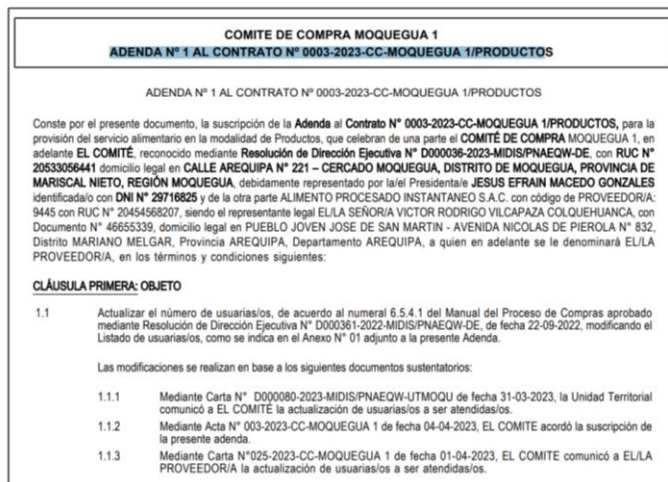 COMITE DE COMPRA MOQUEGUA 1
ADENDA Nº 1 AL CONTRATO Nº 0003-2023-CC-MOQUEGUA 1/PRODUCTOS
ADENDA Nº 1 AL CONTRATO Nº 0003-2023-CC-MOQUEGUA 1/PRODUCTOS
Conste por el presente documento, la suscripción de la Adenda al Contrato N° 0003-2023-CC-MOQUEGUA 1/PRODUCTOS, para la
provisión del servicio alimentario en la modalidad de Productos, que celebran de una parte el COMITÉ DE COMPRA MOQUEGUA 1, en
adelante EL COMITÉ, reconocido mediante Resolución de Dirección Ejecutiva N° D000036-2023-MIDIS/PNAEQW-DE, con RUC N°
20533056441 domicilio legal en CALLE AREQUIPA N° 221 – CERCADO MOQUEGUA, DISTRITO DE MOQUEGUA, PROVINCIA DE
MARISCAL NIETO, REGIÓN MOQUEGUA, debidamente representado por la/el Presidenta/e JESUS EFRAIN MACEDO GONZALES
identificada/o con DNI N° 29716825 y de la otra parte ALIMENTO PROCESADO INSTANTANEO S.A.C. con código de PROVEEDOR/A:
9445 con RUC N° 20454568207, siendo el representante legal EL/LA SEÑOR/A VICTOR RODRIGO VILCAPAZA COLQUEHUANCA, con
Documento N° 46655339, domicilio legal en PUEBLO JOVEN JOSE DE SAN MARTIN - AVENIDA NICOLAS DE PIEROLA N° 832,
Distrito MARIANO MELGAR, Provincia AREQUIPA, Departamento AREQUIPA, a quien en adelante se le denominará EL/LA
PROVEEDOR/A, en los términos y condiciones siguientes:
CLÁUSULA PRIMERA: OBJETO
1.1 Actualizar el número de usuarias/os, de acuerdo al numeral 6.5.4.1 del Manual del Proceso de Compras aprobado
mediante Resolución de Dirección Ejecutiva N° D000361-2022-MIDIS/PNAEQW-DE, de fecha 22-09-2022, modificando el
Listado de usuarias/os, como se indica en el Anexo N° 01 adjunto a la presente Adenda.
Las modificaciones se realizan en base a los siguientes documentos sustentatorios:
1.1.1 Mediante Carta N° D000080-2023-MIDIS/PNAEQW-UTMOQU de fecha 31-03-2023, la Unidad Territorial
comunicó a EL COMITÉ la actualización de usuarias/os a ser atendidas/os.
1.1.2 Mediante Acta N° 003-2023-CC-MOQUEGUA 1 de fecha 04-04-2023, EL COMITE acordó la suscripción de
la presente adenda.
1.1.3 Mediante Carta N°025-2023-CC-MOQUEGUA 1 de fecha 01-04-2023, EL COMITE comunicó a EL/LA
PROVEEDOR/A la actualización de usuarias/os a ser atendidas/os.